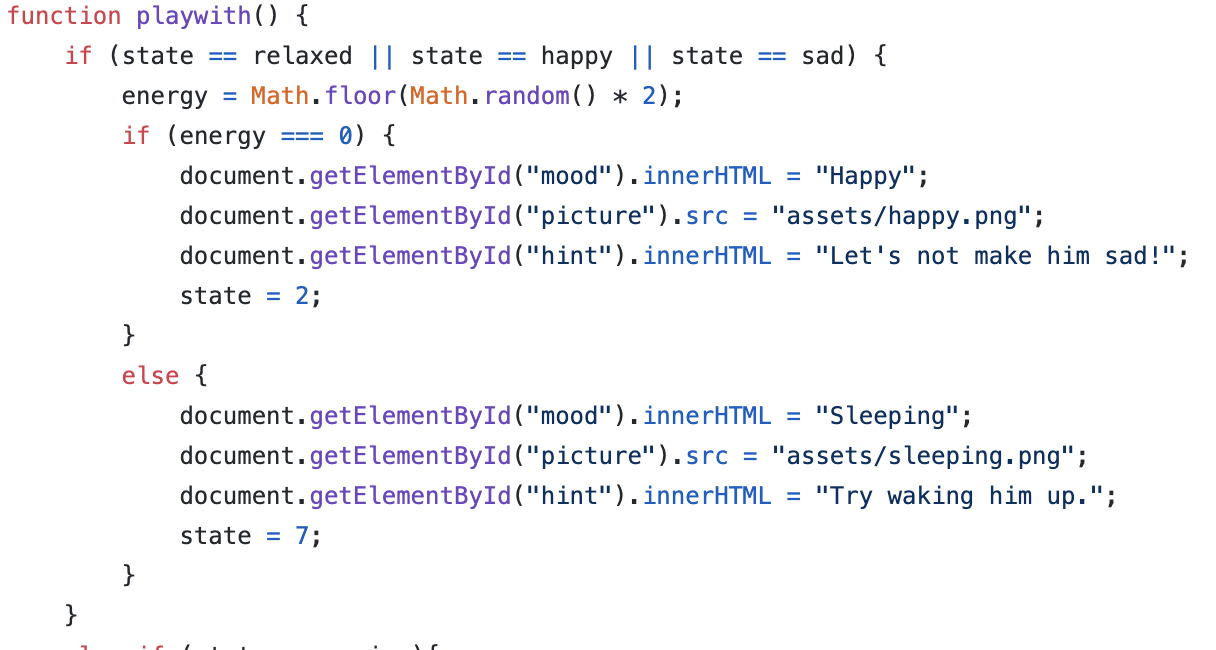 function playwith() {
    if (state == relaxed || state == happy || state == sad) {
        energy = Math.floor(Math.random() * 2);
        if (energy === 0) {
            document.getElementById("mood").innerHTML = "Happy";
            document.getElementById("picture").src = "assets/happy.png";
            document.getElementById("hint").innerHTML = "Let's not make him sad!";
            state = 2;
        }
        else {
            document.getElementById("mood").innerHTML = "Sleeping";
            document.getElementById("picture").src = "assets/sleeping.png";
            document.getElementById("hint").innerHTML = "Try waking him up.";
            state = 7;
        }
    }